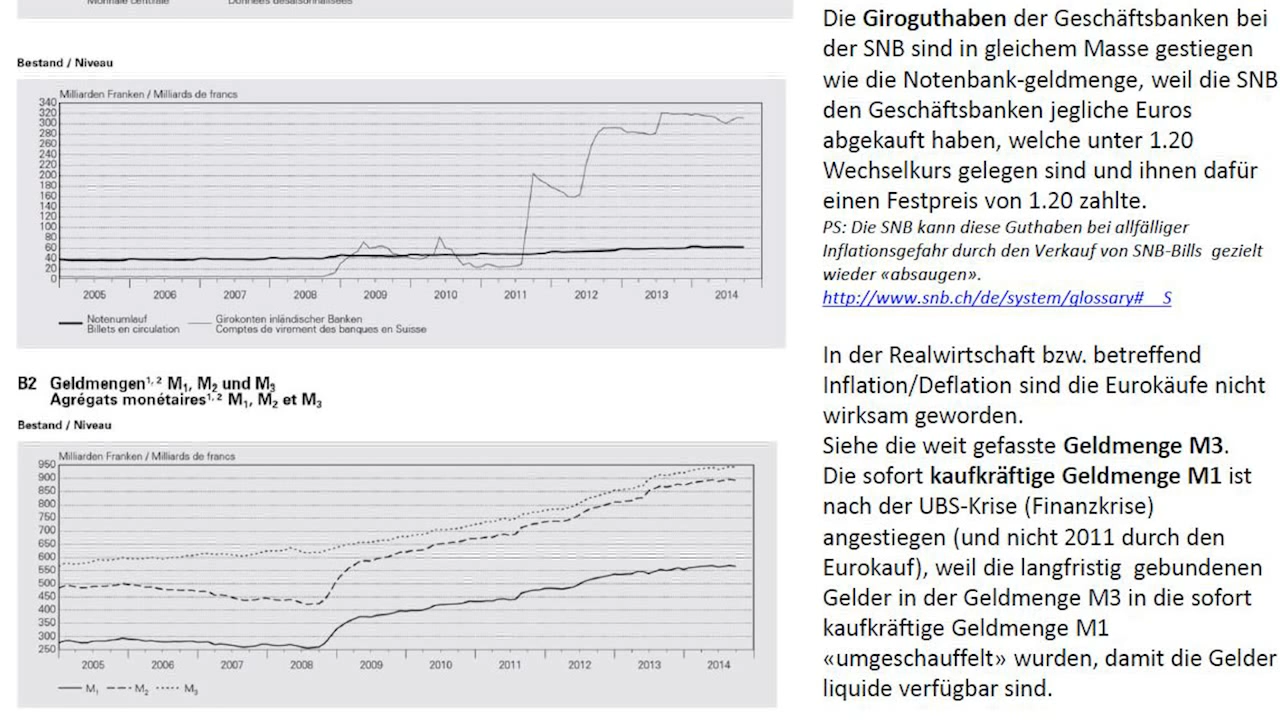 Monnaie centrale Données désaisonnalisées
Bestand / Niveau
Milliarden Franken / Milliards de francs
340
320
300
280
260
240
220
200
180
160
140
120
100
80
60
40
20
0
2005 2006 2007 2008 2009 2010 2011 2012 2013 2014
Notenumlauf
Billets en circulation
Girokonten inländischer Banken
Comptes de virement des banques en Suisse
B2 Geldmengen1, 2 M1, M2 und M3
Agrégats monétaires1, 2 M1, M2 et M3
Bestand / Niveau
Milliarden Franken / Milliards de francs
950
900
850
800
750
700
650
600
550
500
450
400
350
300
250
2005 2006 2007 2008 2009 2010 2011 2012 2013 2014
M1 M2 M3
Die Giroguthaben der Geschäftsbanken bei
der SNB sind in gleichem Masse gestiegen
wie die Notenbank-geldmenge, weil die SNB
den Geschäftsbanken jegliche Euros
abgekauft haben, welche unter 1.20
Wechselkurs gelegen sind und ihnen dafür
einen Festpreis von 1.20 zahlte.
PS: Die SNB kann diese Guthaben bei allfälliger
Inflationsgefahr durch den Verkauf von SNB-Bills gezielt
wieder «absaugen».
http://www.snb.ch/de/system/glossary#__S
In der Realwirtschaft bzw. betreffend
Inflation/Deflation sind die Eurokäufe nicht
wirksam geworden.
Siehe die weit gefasste Geldmenge M3.
Die sofort kaufkräftige Geldmenge M1 ist
nach der UBS-Krise (Finanzkrise)
angestiegen (und nicht 2011 durch den
Eurokauf), weil die langfristig gebundenen
Gelder in der Geldmenge M3 in die sofort
kaufkräftige Geldmenge M1
«umgeschauffelt» wurden, damit die Gelder
liquide verfügbar sind.